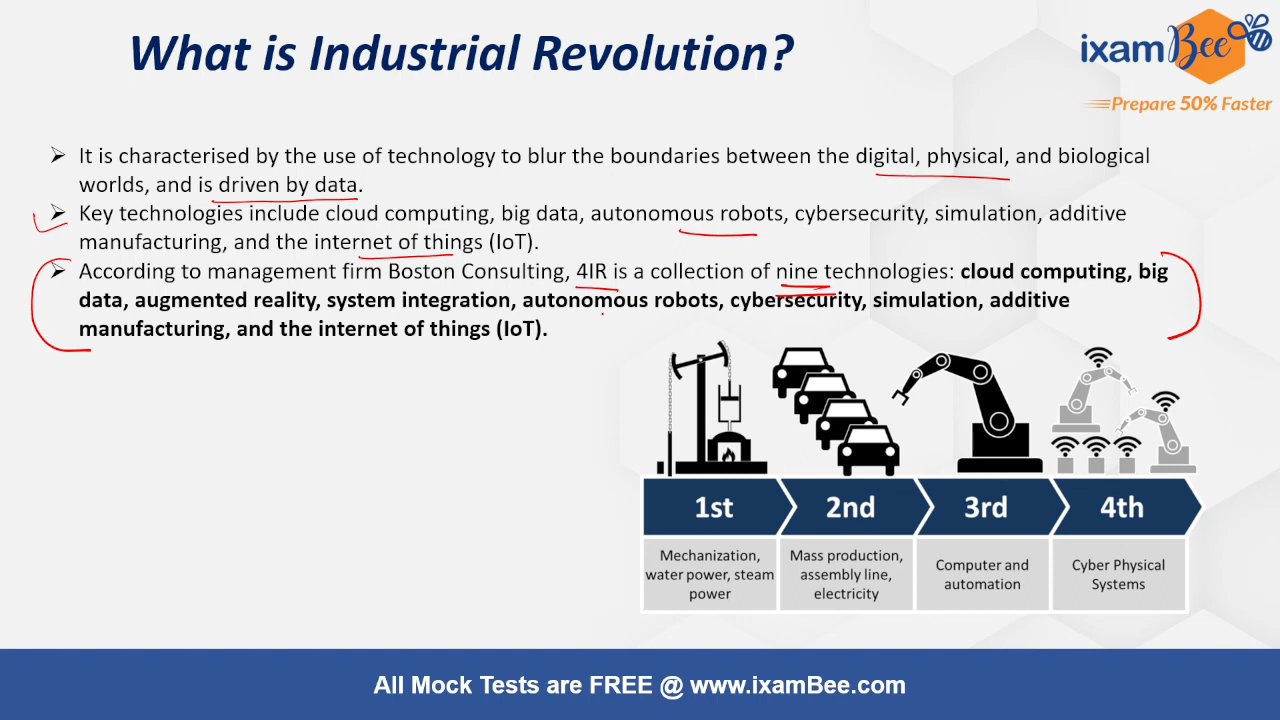 What is Industrial Revolution?
ixamBee
Prepare 50% Faster
➢ It is characterised by the use of technology to blur the boundaries between the digital, physical, and biological
worlds, and is driven by data.
➢ Key technologies include cloud computing, big data, autonomous robots, cybersecurity, simulation, additive
manufacturing, and the internet of things (IoT).
➢ According to management firm Boston Consulting, 4IR is a collection of nine technologies: cloud computing, big
data, augmented reality, system integration, autonomous robots, cybersecurity, simulation, additive
manufacturing, and the internet of things (IoT).
1st
2nd
3rd
4th
Mechanization,
water power, steam
power
Mass production,
assembly line,
electricity
Computer and
automation
Cyber Physical
Systems
All Mock Tests are FREE @ www.ixamBee.com